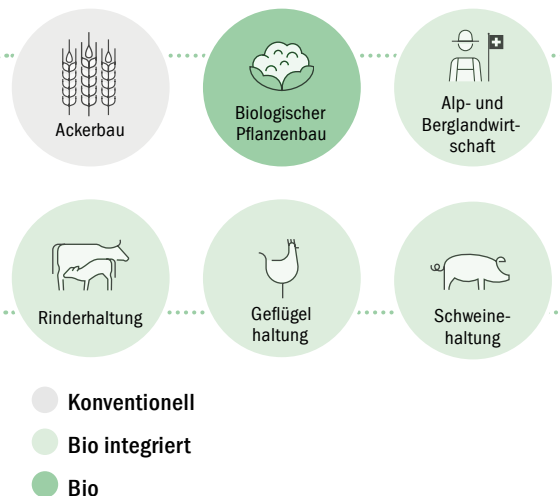 Ackerbau
Biologischer
Pflanzenbau
Alp- und
Berglandwirt-
schaft
Rinderhaltung
Geflügel
haltung
Schweine-
haltung
Konventionell
Bio integriert
Bio